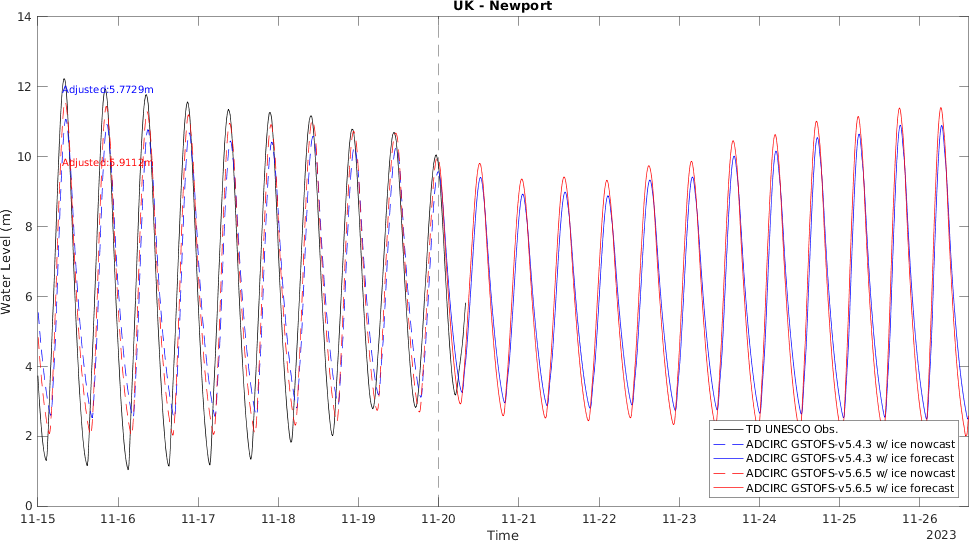 UK - Newport
14
12
10
8
6
4
2
0
Water Level (m)
Adjusted:5.7729m
Adjusted:5.9112m
TD UNESCO Obs.
ADCIRC GSTOFS-v5.4.3 w/ ice nowcast
ADCIRC GSTOFS-v5.4.3 w/ ice forecast
ADCIRC GSTOFS-v5.6.5 w/ ice nowcast
ADCIRC GSTOFS-v5.6.5 w/ ice forecast
11-15 11-16 11-17 11-18 11-19 11-20 11-21 11-22 11-23 11-24 11-25 11-26
Time
2023